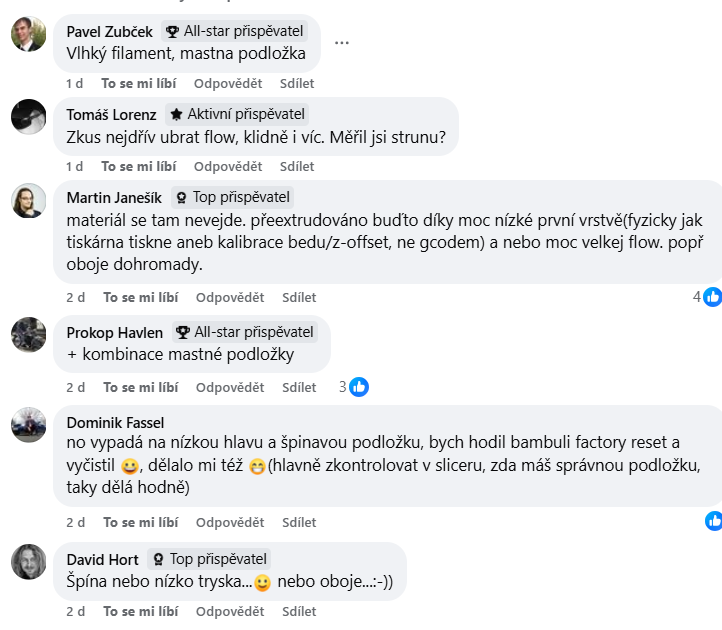 Pavel Zubček All-star přispěvatel
Vlhký filament, mastna podložka
1 d To se mi líbí Odpovědět Sdílet
Tomáš Lorenz Aktivní přispěvatel
Zkus nejdřív ubrat flow, klidně i víc. Měřil jsi strunu?
1 d To se mi líbí Odpovědět Sdílet
Martin Janešík Top přispěvatel
materiál se tam nevejde. přeextrudováno buďto díky moc nízké první vrstvě(fyzicky jak
tiskárna tiskne aneb kalibrace bedu/z-offset, ne gcodem) a nebo moc velkej flow. popř
oboje dohromady.
2 d To se mi líbí Odpovědět Sdílet 4
Prokop Havlen All-star přispěvatel
+ kombinace mastné podložky
2 d To se mi líbí Odpovědět Sdílet 3
Dominik Fassel
no vypadá na nízkou hlavu a špinavou podložku, bych hodil bambuli factory reset a
vyčistil 😀, dělalo mi též 😁(hlavně zkontrolovat v sliceru, zda máš správnou podložku,
taky dělá hodně)
2 d To se mi líbí Odpovědět Sdílet
David Hort Top přispěvatel
Špína nebo nízko tryska...🙂 nebo oboje...:-))
2 d To se mi líbí Odpovědět Sdílet